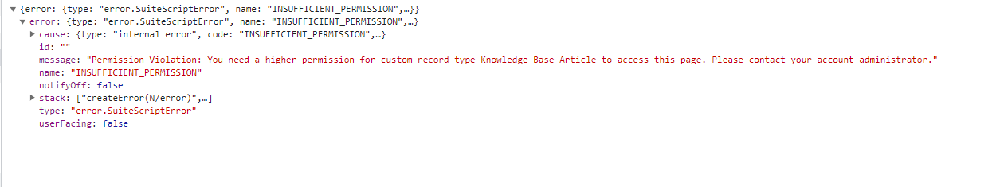 ▼ {error: {type: "error.SuiteScriptError", name: "INSUFFICIENT_PERMISSION",…}}
▼ error: {type: "error.SuiteScriptError", name: "INSUFFICIENT_PERMISSION",…}
▶ cause: {type: "internal error", code: "INSUFFICIENT_PERMISSION",…}
id: ""
message: "Permission Violation: You need a higher permission for custom record type Knowledge Base Article to access this page. Please contact your account administrator."
name: "INSUFFICIENT_PERMISSION"
notifyOff: false
▶ stack: ["createError(N/error)",…]
type: "error.SuiteScriptError"
userFacing: false